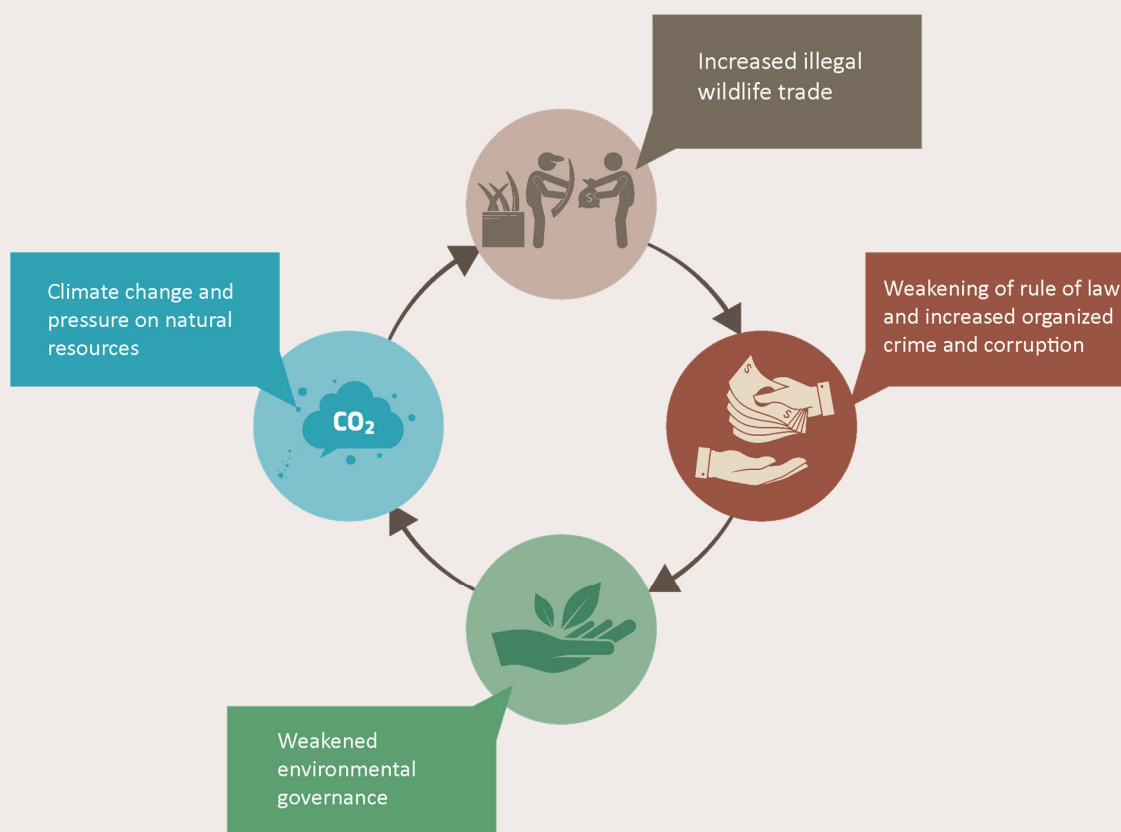 Increased illegal
wildlife trade
$
Weakening of rule of law
and increased organized
crime and corruption
$
$
Weakened
environmental
governance
Climate change and
pressure on natural
resources
CO₂